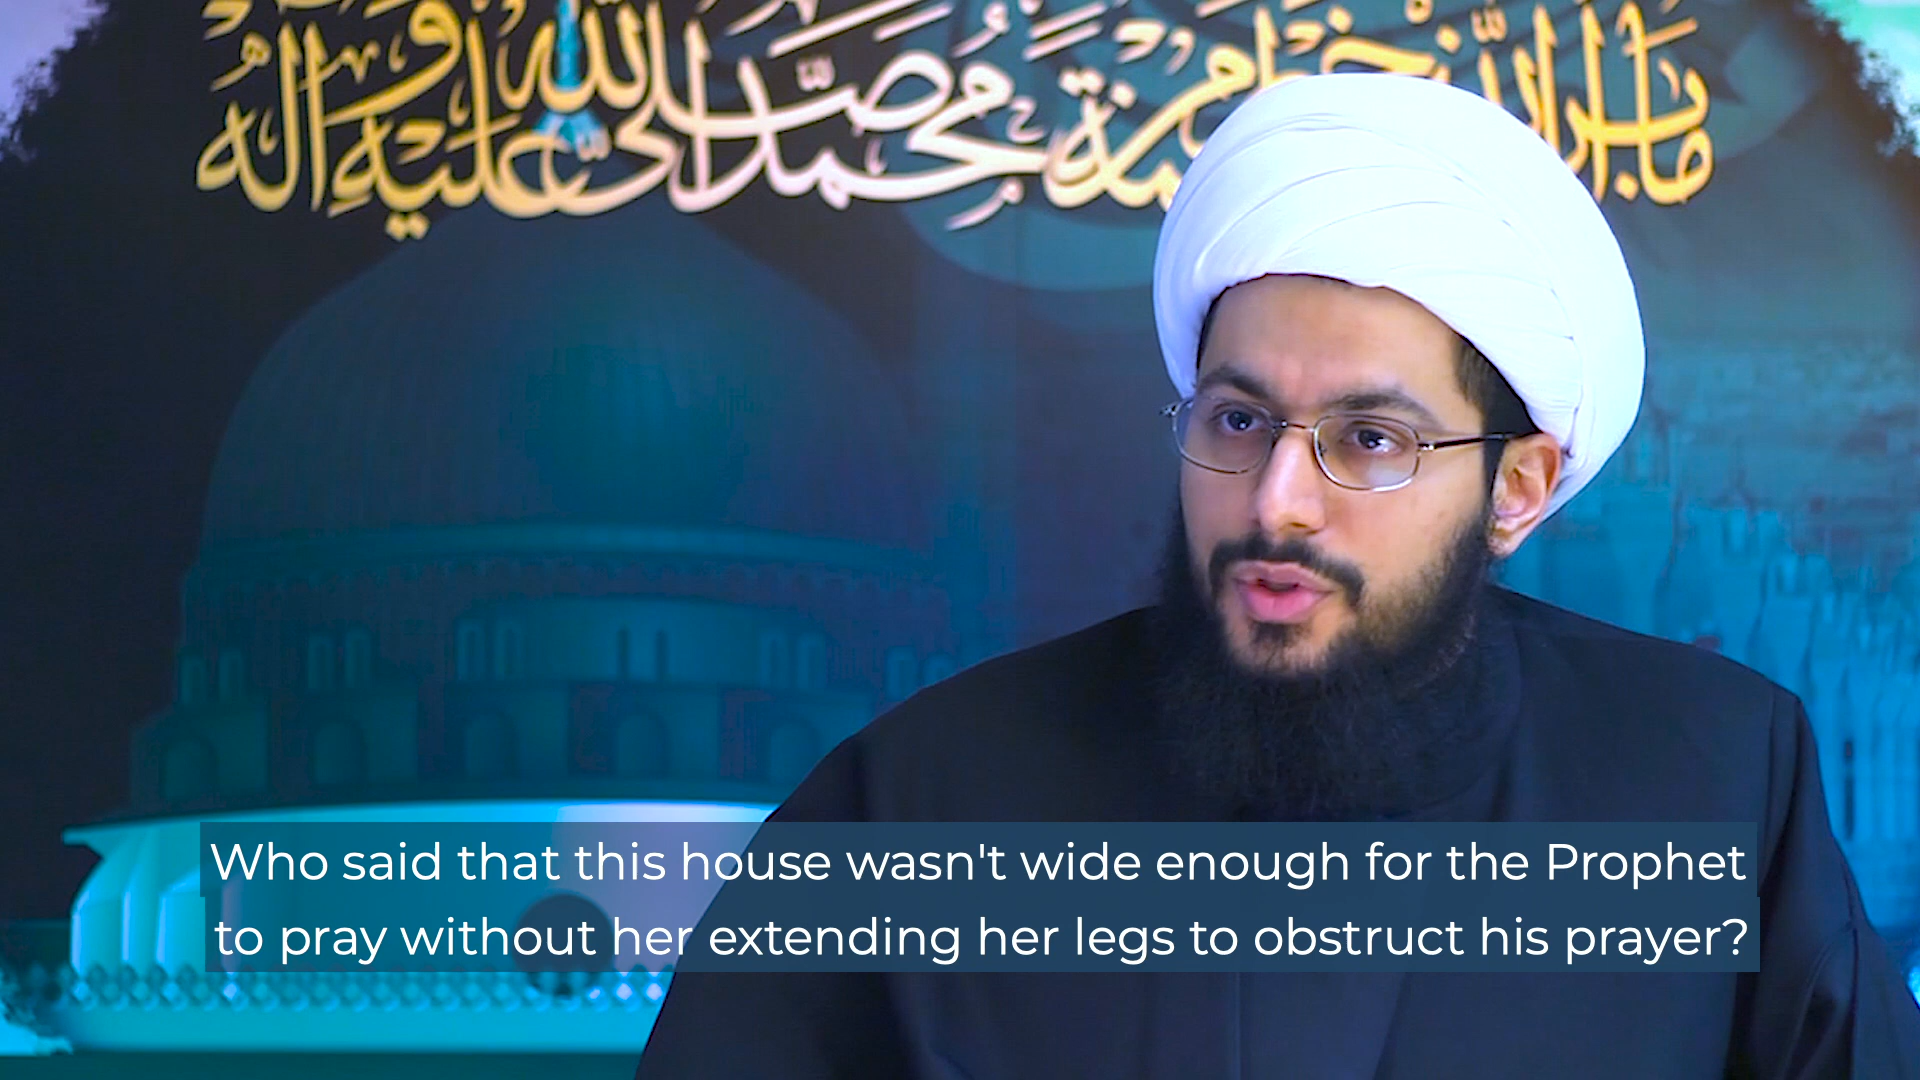 محمد صلى الله عليه وآله
Who said that this house wasn't wide enough for the Prophet
to pray without her extending her legs to obstruct his prayer?